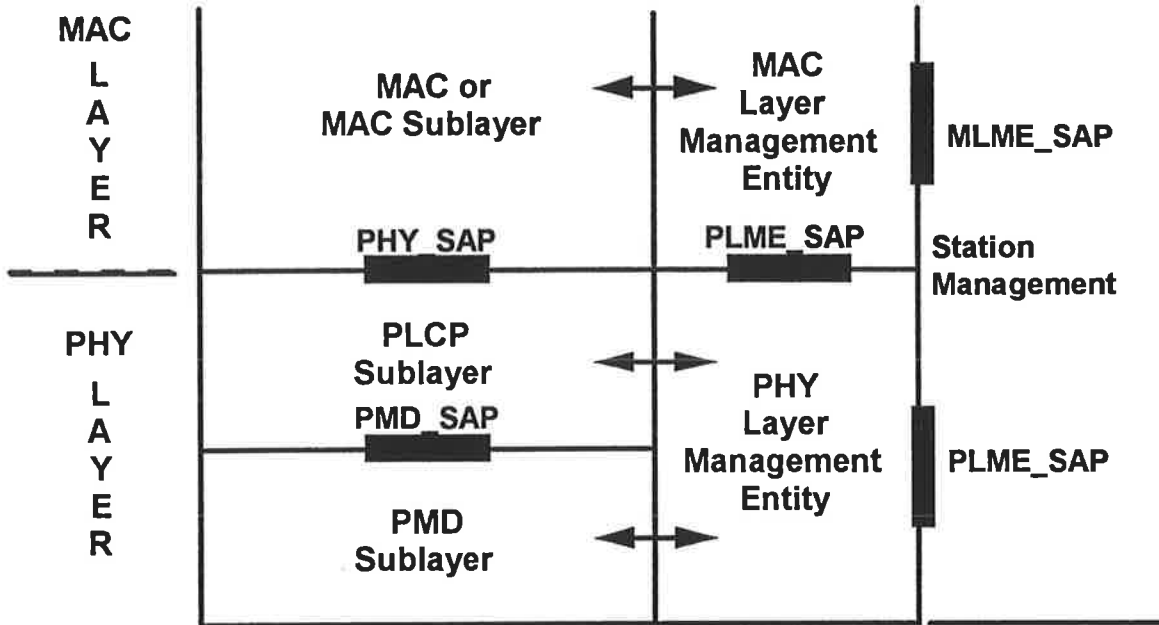 MAC
L
A
Y
E
R
MAC or
MAC Sublayer
MAC
Layer
Management
Entity
MLME_SAP
PHY_SAP
PLME_SAP
Station
Management
PHY
L
A
Y
E
R
PLCP
Sublayer
PMD_SAP
PMD
Sublayer
PHY
Layer
Management
Entity
PLME_SAP